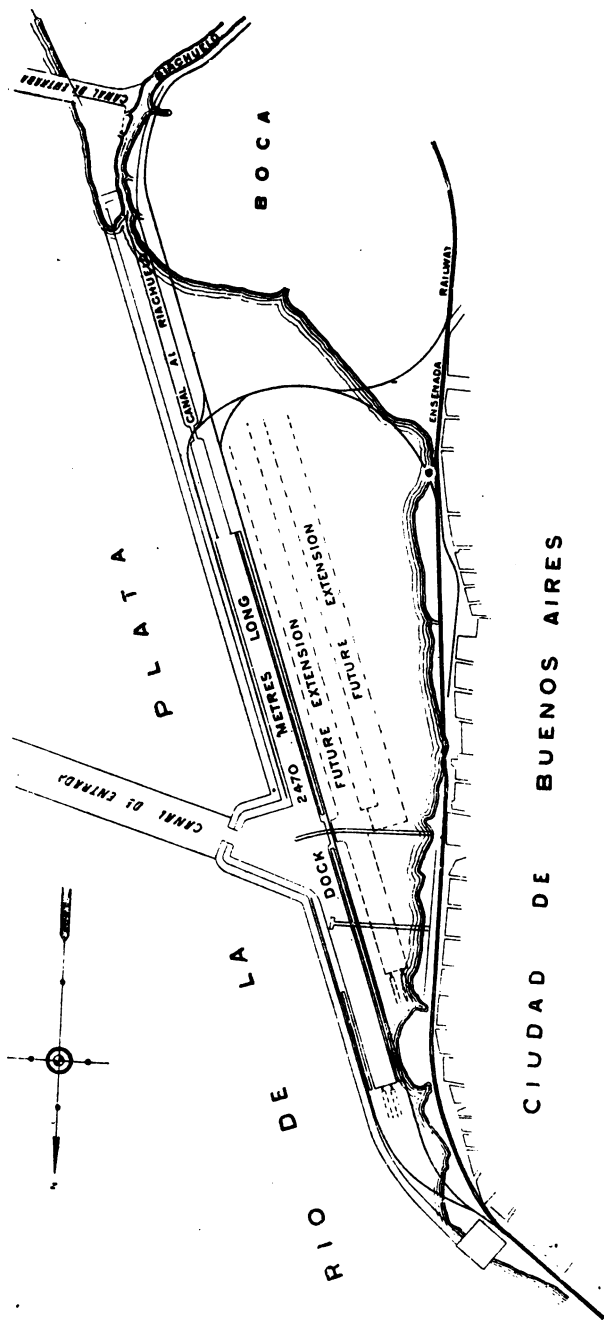 RIACHUELO
CANAL DE ENTRADA
BOCA
CANAL AL RIACHUELO
RAILWAY
ENSENADA
PLATA
DOCK 2470 METRES LONG
FUTURE EXTENSION
FUTURE EXTENSION
CANAL DE ENTRADA
LA
DE
RIO
CIUDAD DE BUENOS AIRES
N